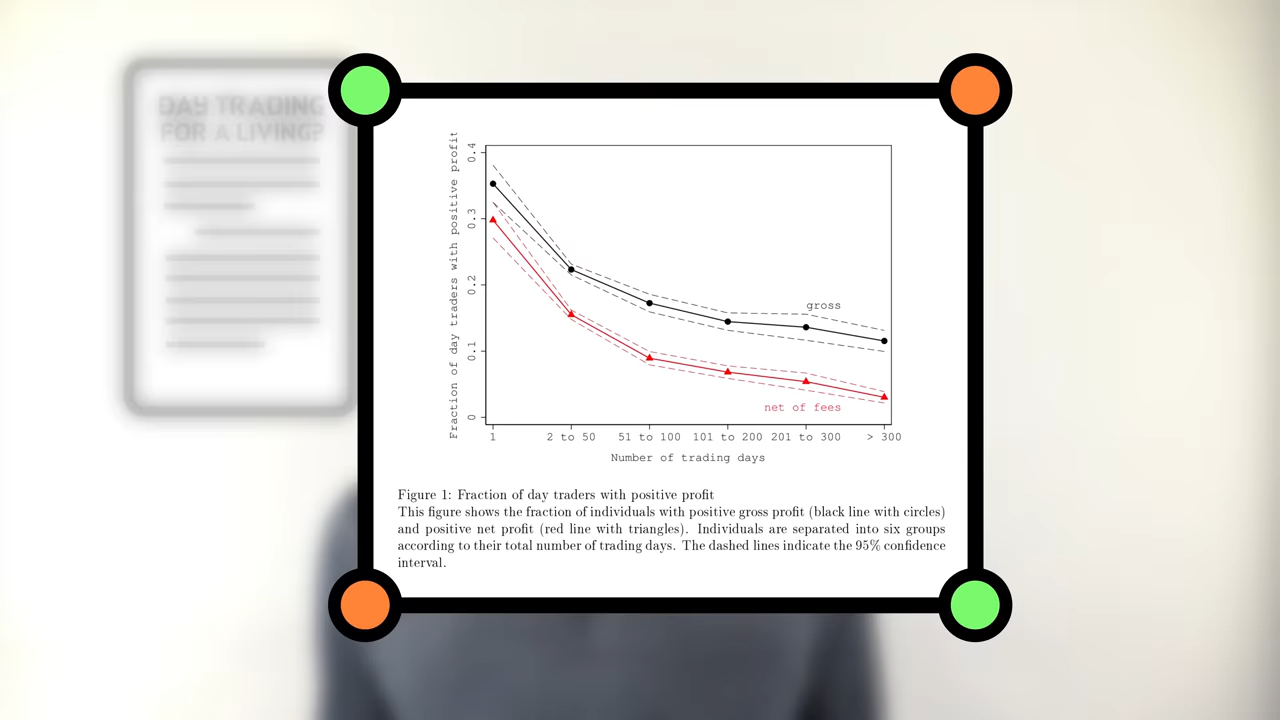 DAY TRADING
FOR A LIVING?
Fraction of day traders with positive profit
0.4
0.3
0.2
0.1
0
gross
net of fees
1
2 to 50
51 to 100
101 to 200
201 to 300
> 300
Number of trading days
Figure 1: Fraction of day traders with positive profit
This figure shows the fraction of individuals with positive gross profit (black line with circles)
and positive net profit (red line with triangles). Individuals are separated into six groups
according to their total number of trading days. The dashed lines indicate the 95% confidence
interval.